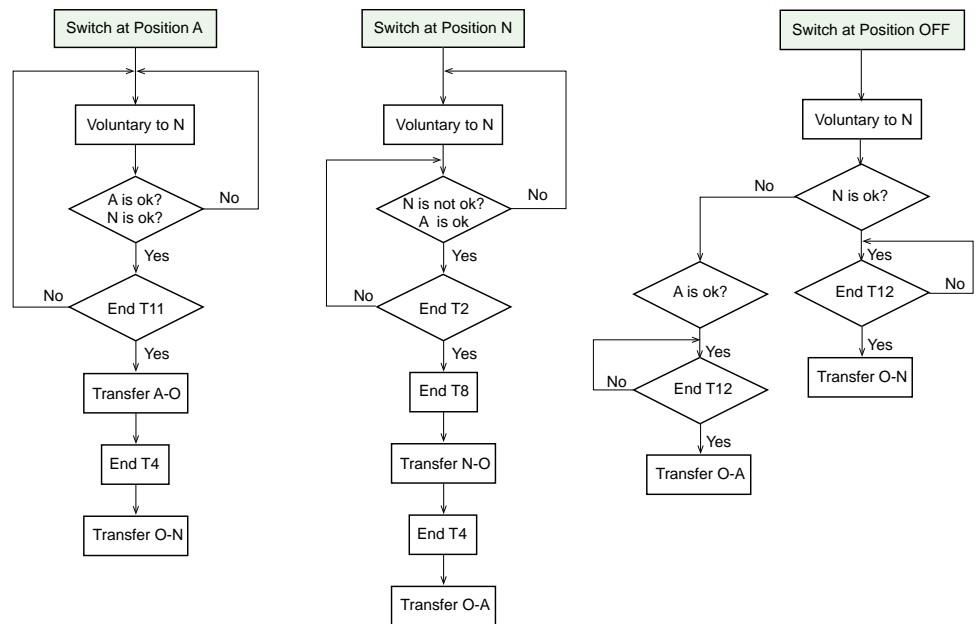 Switch at Position A
Voluntary to N
A is ok?
N is ok?
No
Yes
No
End T11
Yes
Transfer A-O
End T4
Transfer O-N
Switch at Position N
Voluntary to N
N is not ok?
A is ok
No
Yes
No
End T2
Yes
End T8
Transfer N-O
End T4
Transfer O-A
Switch at Position OFF
Voluntary to N
No
N is ok?
Yes
End T12
No
Yes
Transfer O-N
A is ok?
Yes
No
End T12
Yes
Transfer O-A